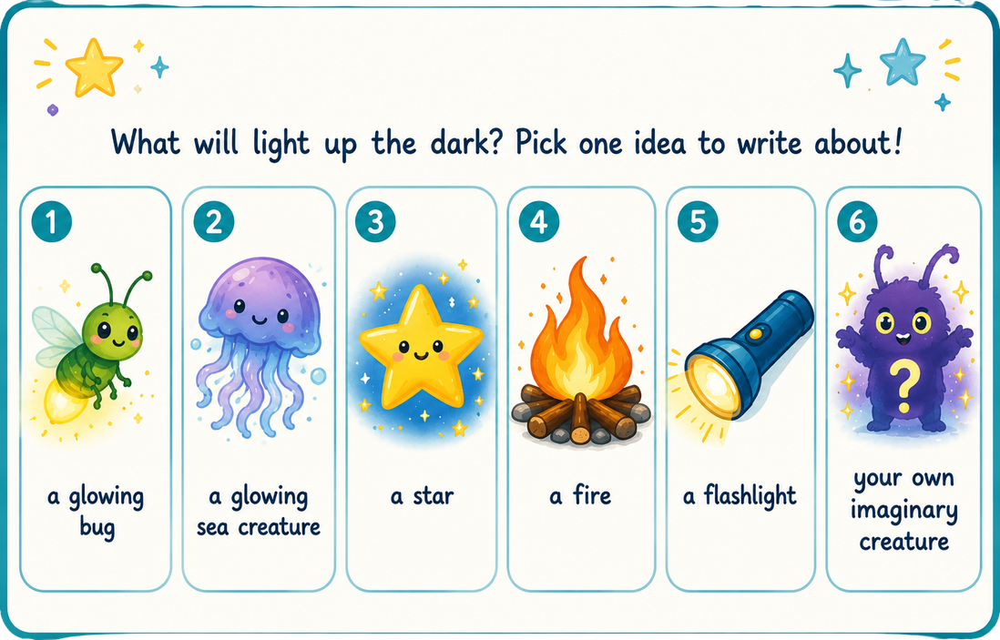 What will light up the dark? Pick one idea to write about!
1
a glowing
bug
2
a glowing
sea creature
3
a star
4
a fire
5
a flashlight
6
?
your own
imaginary
creature